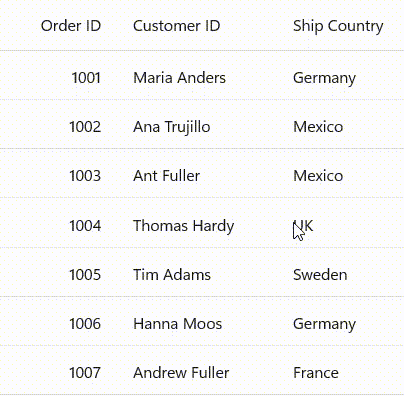 Order ID Customer ID Ship Country
1001 Maria Anders Germany
1002 Ana Trujillo Mexico
1003 Ant Fuller Mexico
1004 Thomas Hardy UK
1005 Tim Adams Sweden
1006 Hanna Moos Germany
1007 Andrew Fuller France